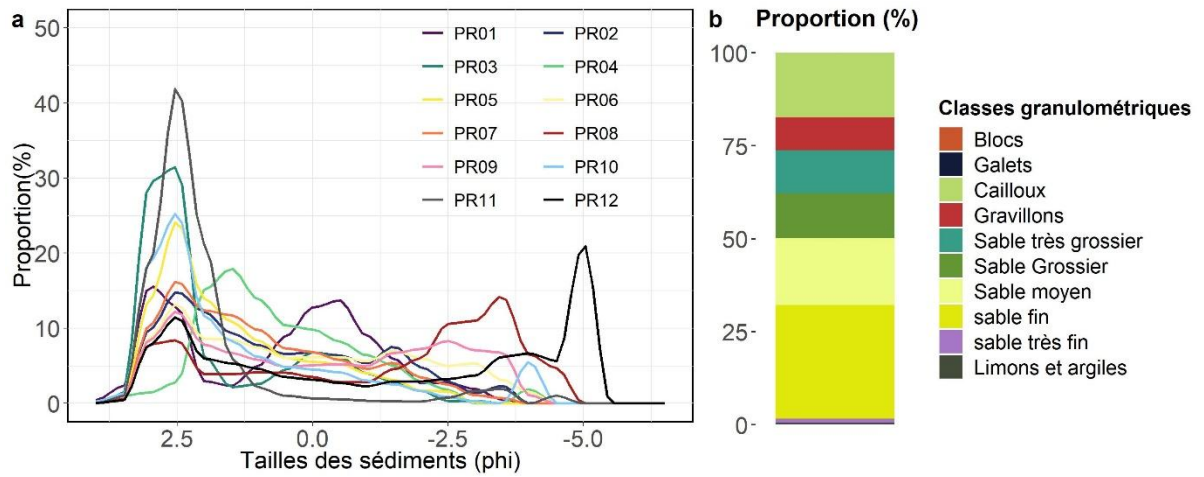 a
50
40
30
20
10
0
Proportion(%)
PR01
PR02
PR03
PR04
PR05
PR06
PR07
PR08
PR09
PR10
PR11
PR12
2.5
0.0
-2.5
-5.0
Tailles des sédiments (phi)
b
Proportion (%)
100
75
50
25
0
Classes granulométriques
Blocs
Galets
Cailloux
Gravillons
Sable très grossier
Sable Grossier
Sable moyen
sable fin
sable très fin
Limons et argiles